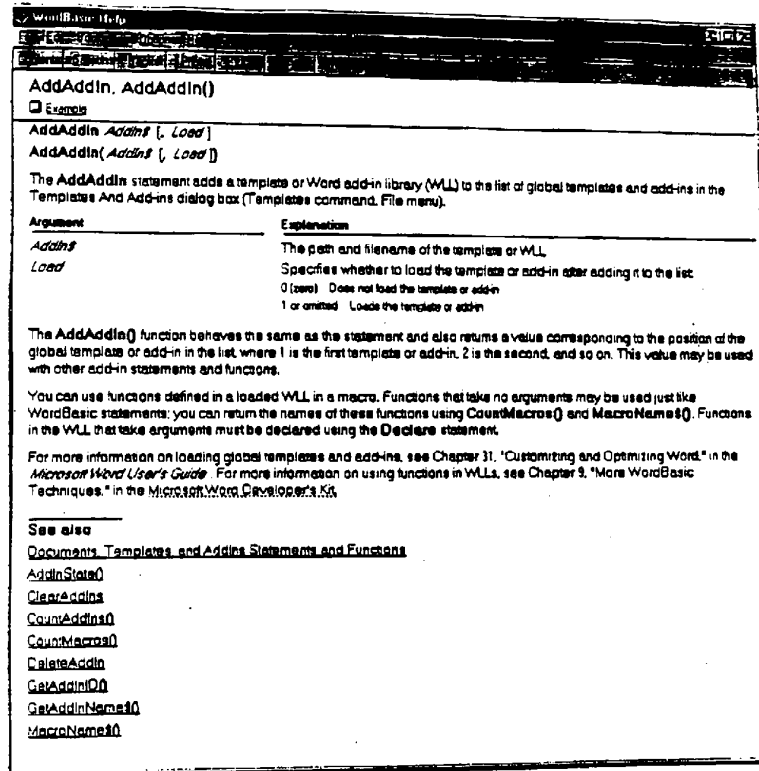 WordBasic Help
AddAddIn, AddAddIn()
Example
AddAddIn AddIn$ [, Load]
AddAddIn(AddIn$ [, Load])
The AddAddIn statement adds a template or Word add-in library (WLL) to the list of global templates and add-ins in the
Templates And Add-ins dialog box (Templates command, File menu).
Argument Explanation
AddIn$ The path and filename of the template or WLL.
Load Specifies whether to load the template or add-in after adding it to the list:
0 (zero) Does not load the template or add-in
1 or omitted Loads the template or add-in
The AddAddIn() function behaves the same as the statement and also returns a value corresponding to the position of the
global template or add-in in the list, where 1 is the first template or add-in, 2 is the second, and so on. This value may be used
with other add-in statements and functions.
You can use functions defined in a loaded WLL in a macro. Functions that take no arguments may be used just like
WordBasic statements; you can return the names of these functions using CountMacros() and MacroName$(). Functions
in the WLL that take arguments must be declared using the Declare statement.
For more information on loading global templates and add-ins, see Chapter 31, "Customizing and Optimizing Word," in the
Microsoft Word User's Guide. For more information on using functions in WLLs, see Chapter 9, "More WordBasic
Techniques," in the Microsoft Word Developer's Kit.
See also
Documents, Templates, and AddIns Statements and Functions
AddInState()
ClearAddIns
CountAddIns()
CountMacros()
DeleteAddIn
GetAddInID()
GetAddInName$()
MacroName$()